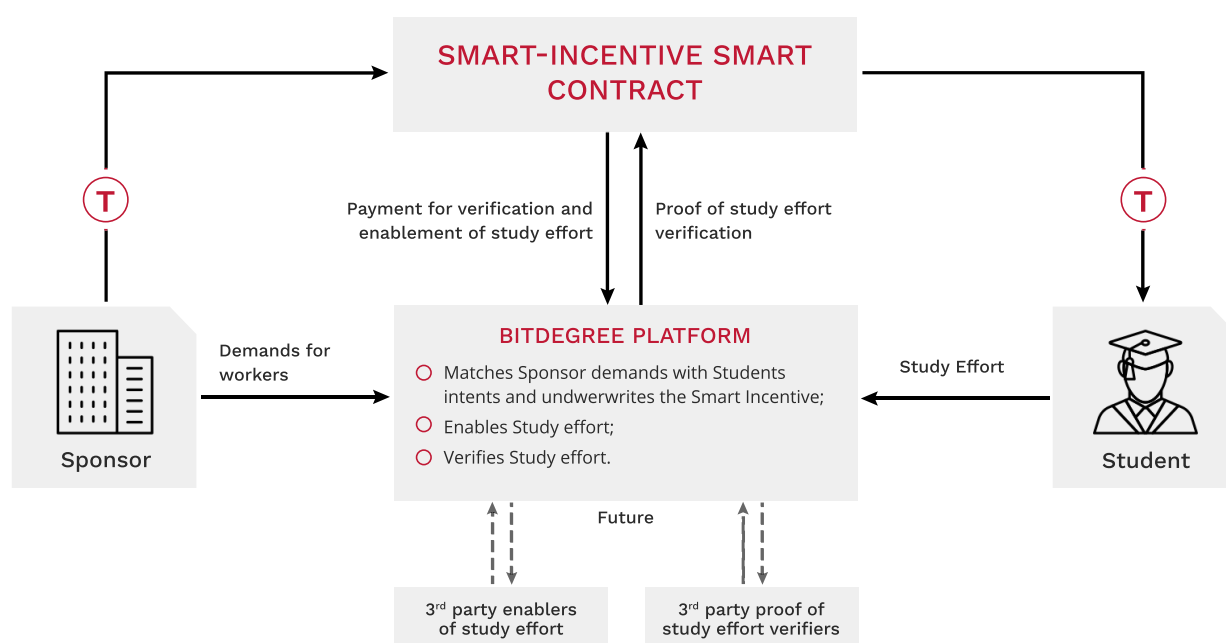 SMART-INCENTIVE SMART
CONTRACT
T
T
Payment for verification and
enablement of study effort
Proof of study effort
verification
Sponsor
Demands for
workers
BITDEGREE PLATFORM
Matches Sponsor demands with Students
intents and undwerwrites the Smart Incentive;
Enables Study effort;
Verifies Study effort.
Study Effort
Student
Future
3rd party enablers
of study effort
3rd party proof of
study effort verifiers